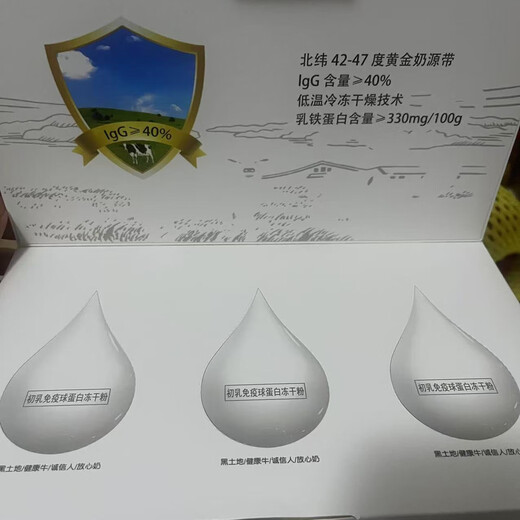 北纬 42-47 度黄金奶源带
IgG 含量≥40%
低温冷冻干燥技术
乳铁蛋白含量≥330mg/100g
IgG≥40%
初乳免疫球蛋白冻干粉
初乳免疫球蛋白冻干粉
初乳免疫球蛋白冻干粉
黑土地/健康牛/诚信人/放心奶
黑土地/健康牛/诚信人/放心奶
黑土地/健康牛/诚信人/放心奶